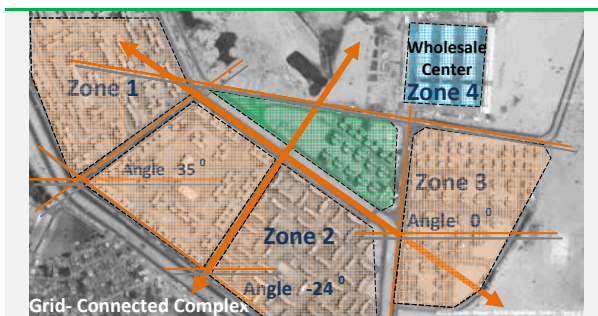 Wholesale
Center
Zone 4
Zone 1
Zone 3
Angle 35 0
Angle 0 0
Zone 2
Angle -24 0
Grid- Connected Complex